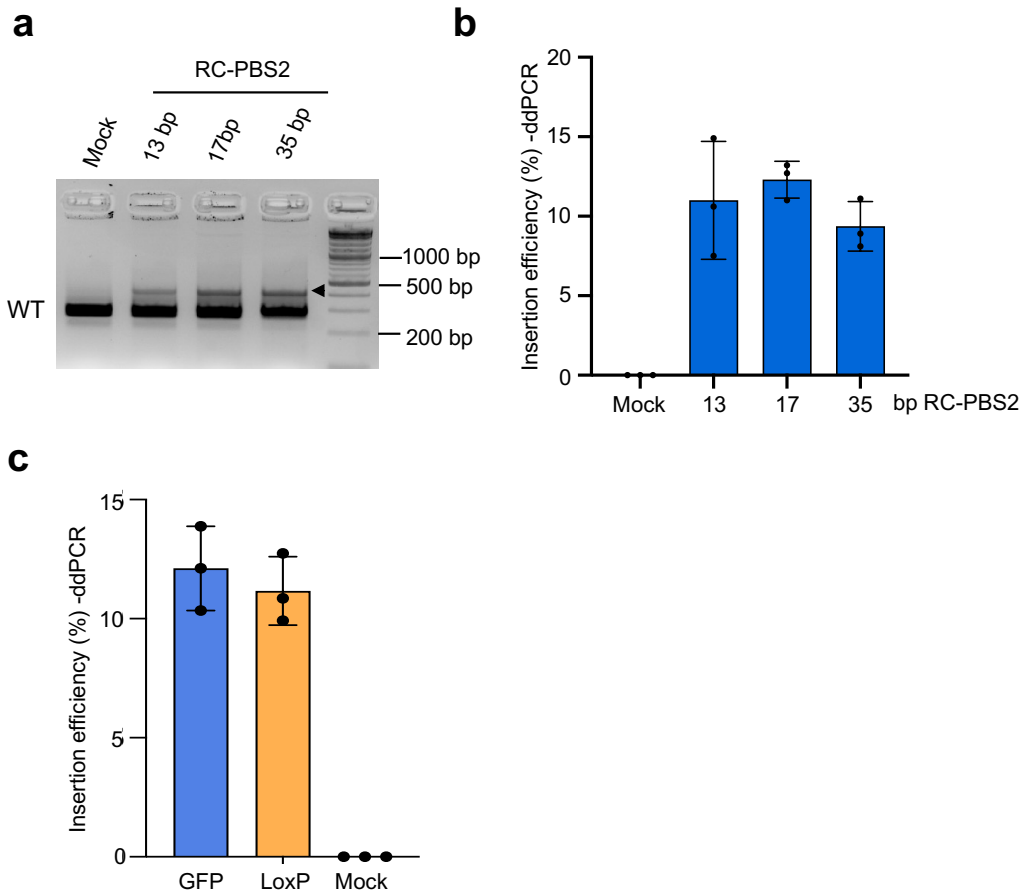 a
RC-PBS2
Mock
13 bp
17bp
35 bp
1000 bp
500 bp
WT
200 bp
b
Insertion efficiency (%) -ddPCR
20
15
10
5
0
Mock
13
17
35
bp RC-PBS2
c
Insertion efficiency (%) -ddPCR
15
10
5
0
GFP
LoxP
Mock